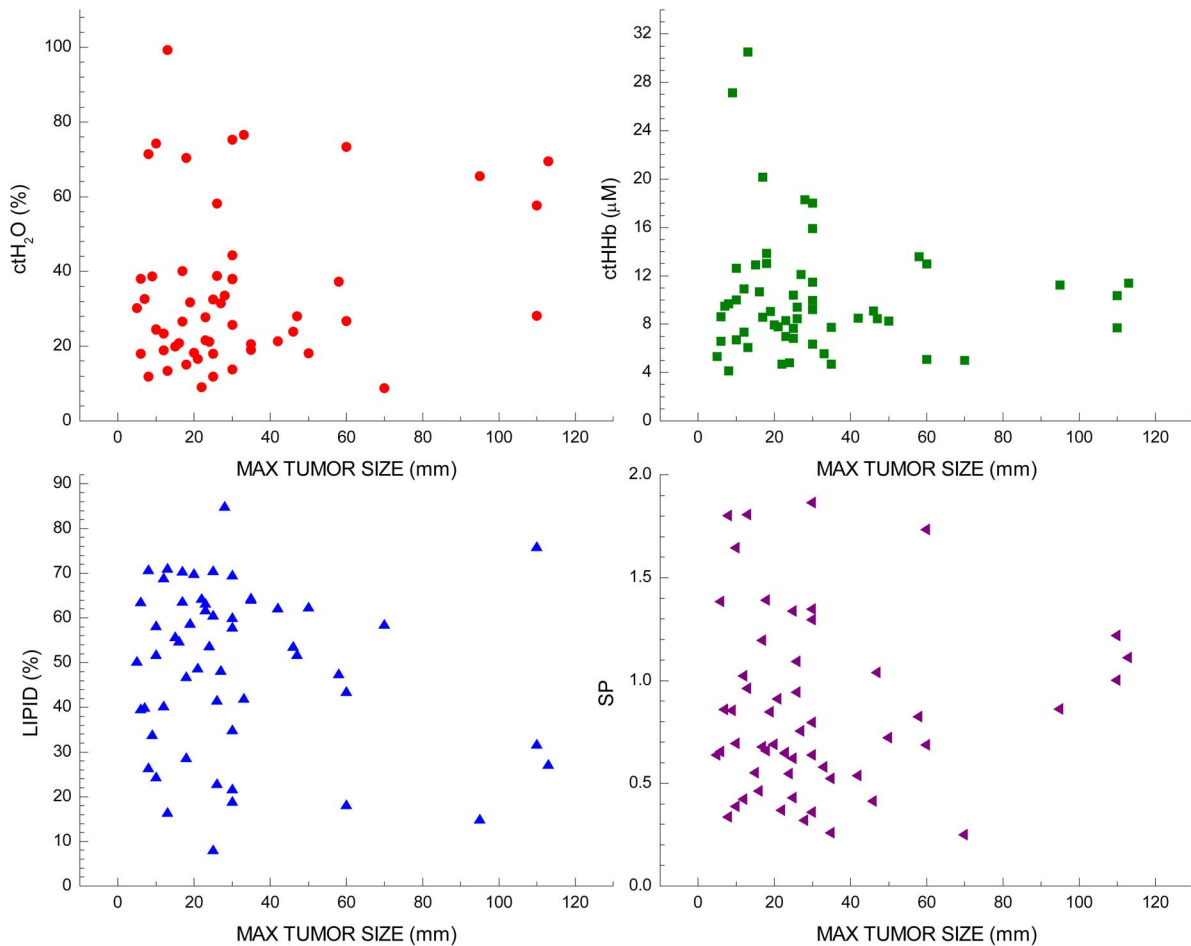 100
80
60
40
20
0
ctH₂O (%)
0 20 40 60 80 100 120
MAX TUMOR SIZE (mm)
32
28
24
20
16
12
8
4
0
ctHHb (μM)
0 20 40 60 80 100 120
MAX TUMOR SIZE (mm)
90
80
70
60
50
40
30
20
10
0
LIPID (%)
0 20 40 60 80 100 120
MAX TUMOR SIZE (mm)
2.0
1.5
1.0
0.5
0.0
SP
0 20 40 60 80 100 120
MAX TUMOR SIZE (mm)